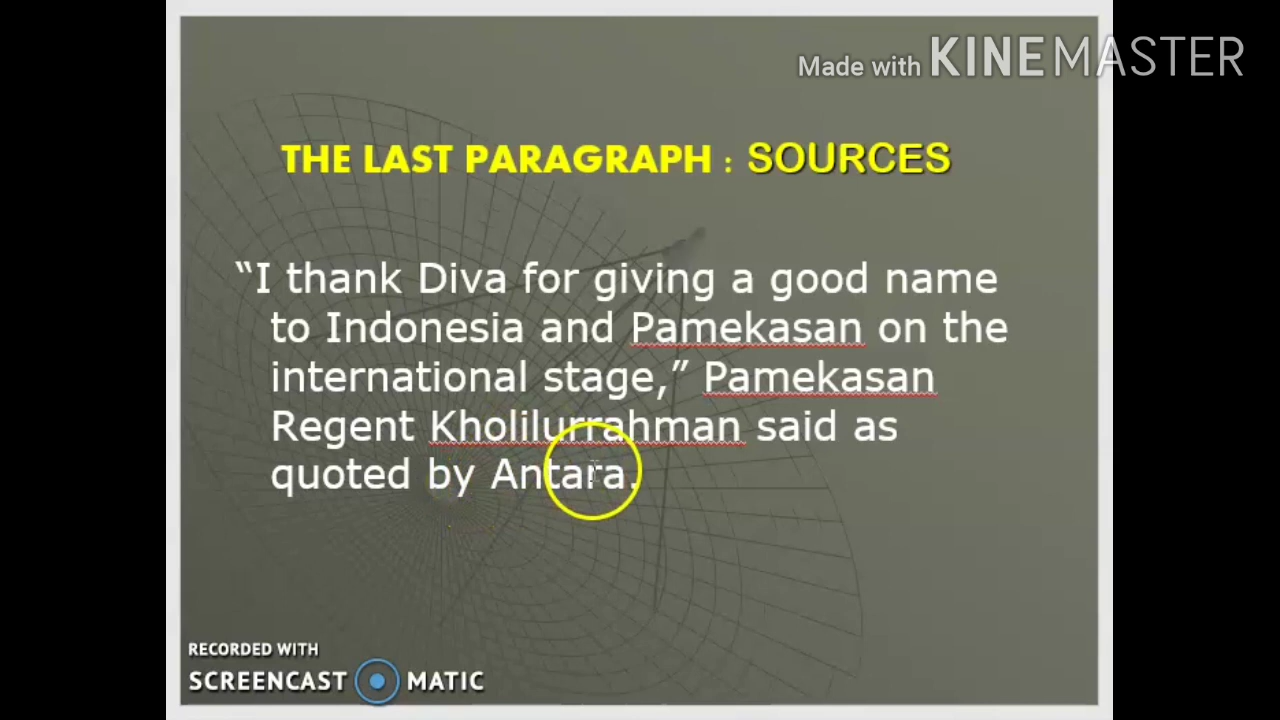 Made with KINEMASTER
THE LAST PARAGRAPH : SOURCES
“I thank Diva for giving a good name
to Indonesia and Pamekasan on the
international stage,” Pamekasan
Regent Kholilurrahman said as
quoted by Antara.
RECORDED WITH
SCREENCAST MATIC